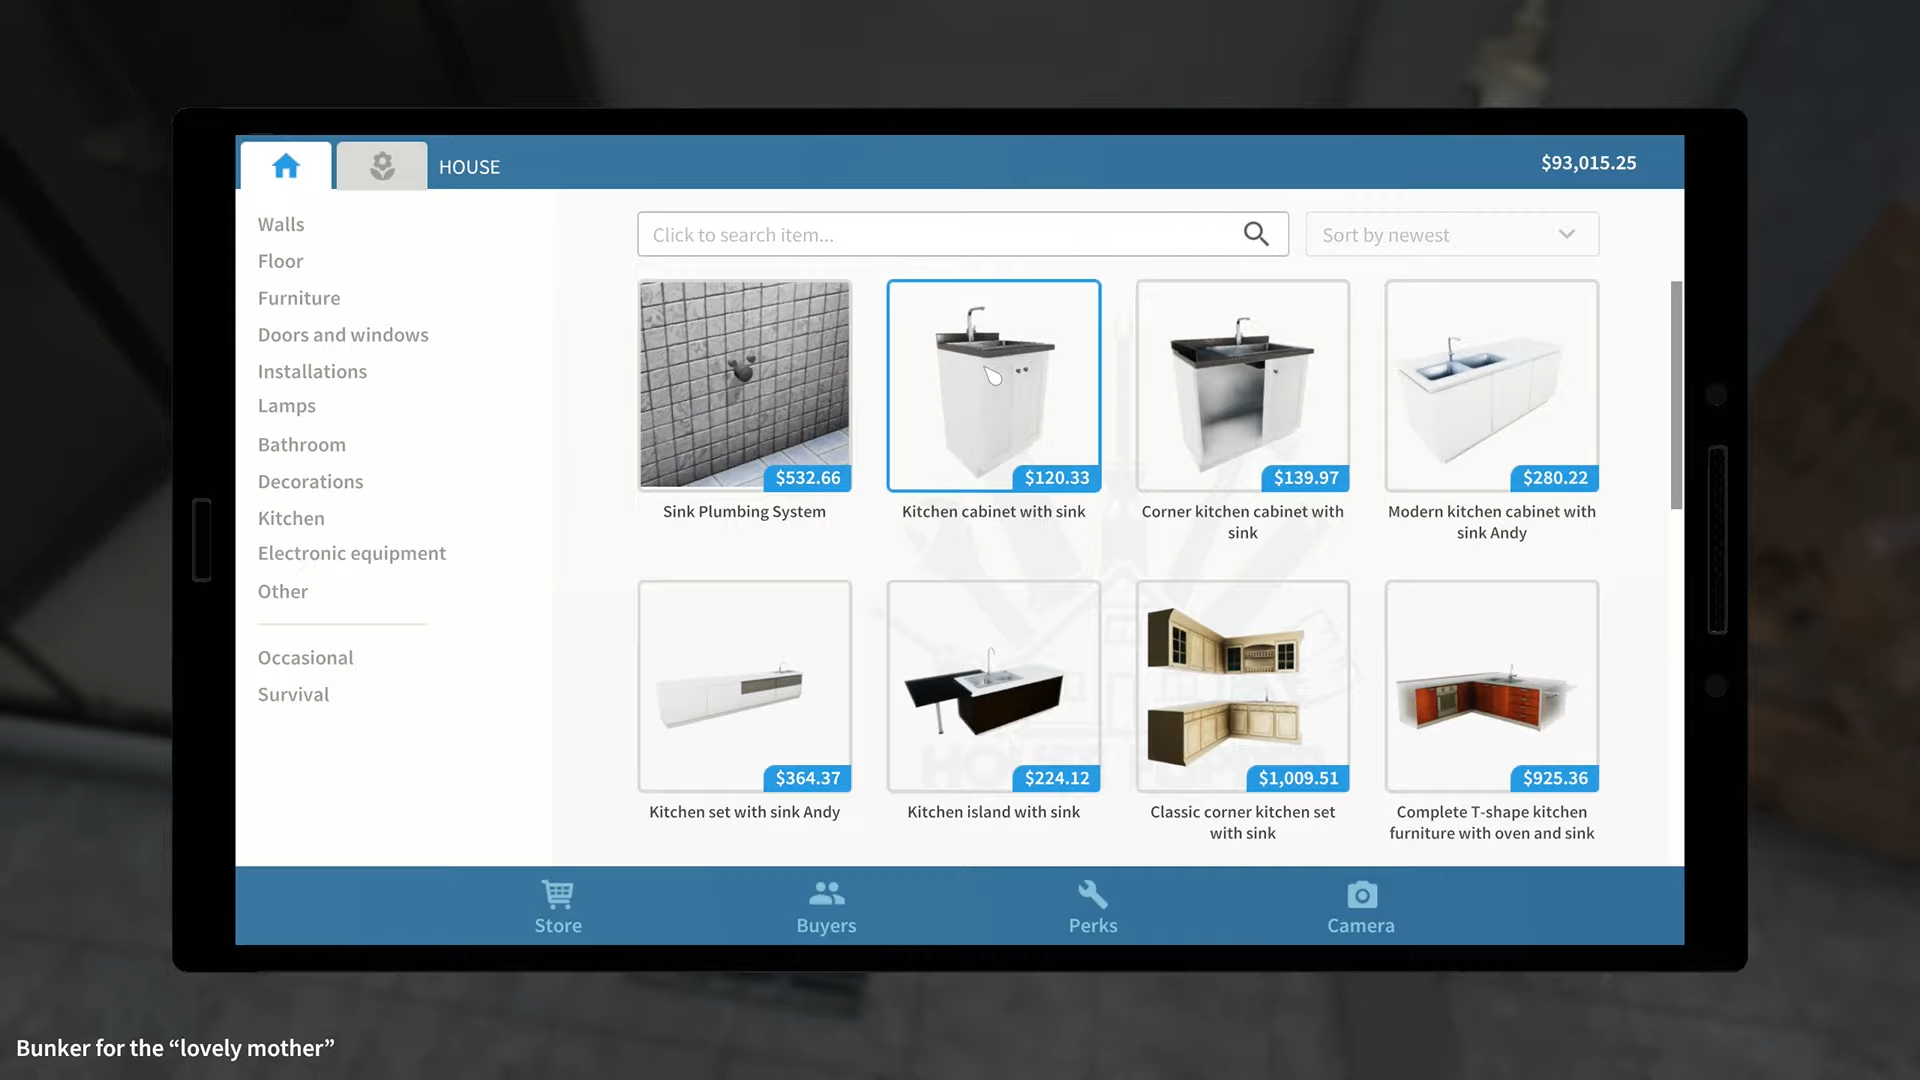 HOUSE
$93,015.25
Walls
Floor
Furniture
Doors and windows
Installations
Lamps
Bathroom
Decorations
Kitchen
Electronic equipment
Other
Occasional
Survival
Click to search item...
Sort by newest
$532.66
$120.33
$139.97
$280.22
Sink Plumbing System
Kitchen cabinet with sink
Corner kitchen cabinet with
sink
Modern kitchen cabinet with
sink Andy
$364.37
$224.12
$1,009.51
$925.36
Kitchen set with sink Andy
Kitchen island with sink
Classic corner kitchen set
with sink
Complete T-shape kitchen
furniture with oven and sink
Store
Buyers
Perks
Camera
Bunker for the “lovely mother”